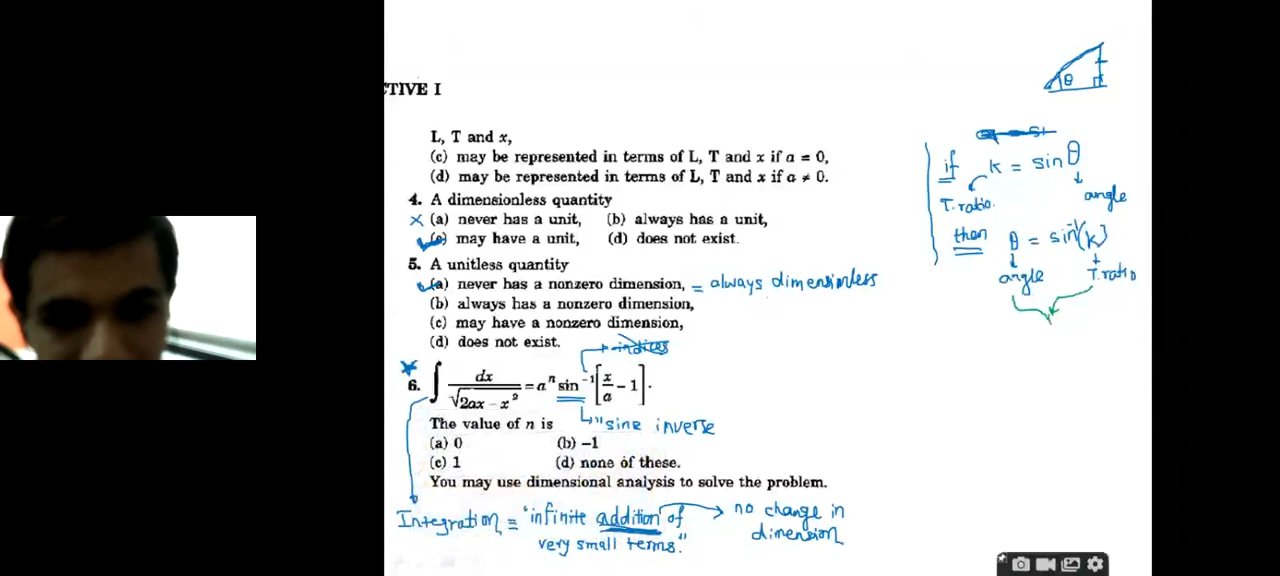 CTIVE I
L, T and x,
(c) may be represented in terms of L, T and x if a = 0,
(d) may be represented in terms of L, T and x if a ≠ 0.
4. A dimensionless quantity
(a) never has a unit, (b) always has a unit,
(c) may have a unit, (d) does not exist.
5. A unitless quantity
(a) never has a nonzero dimension, = always dimensionless
(b) always has a nonzero dimension,
(c) may have a nonzero dimension,
(d) does not exist.
indices
6. ∫ dx / √(2ax − x²) = aⁿ sin⁻¹[x/a − 1].
"sine inverse
The value of n is
(a) 0 (b) −1
(c) 1 (d) none of these.
You may use dimensional analysis to solve the problem.
Integration = "infinite addition of
very small terms."
no change in
dimension
θ
if k = sin θ
T.ratio. angle
then θ = sin⁻¹(k)
angle T.ratio